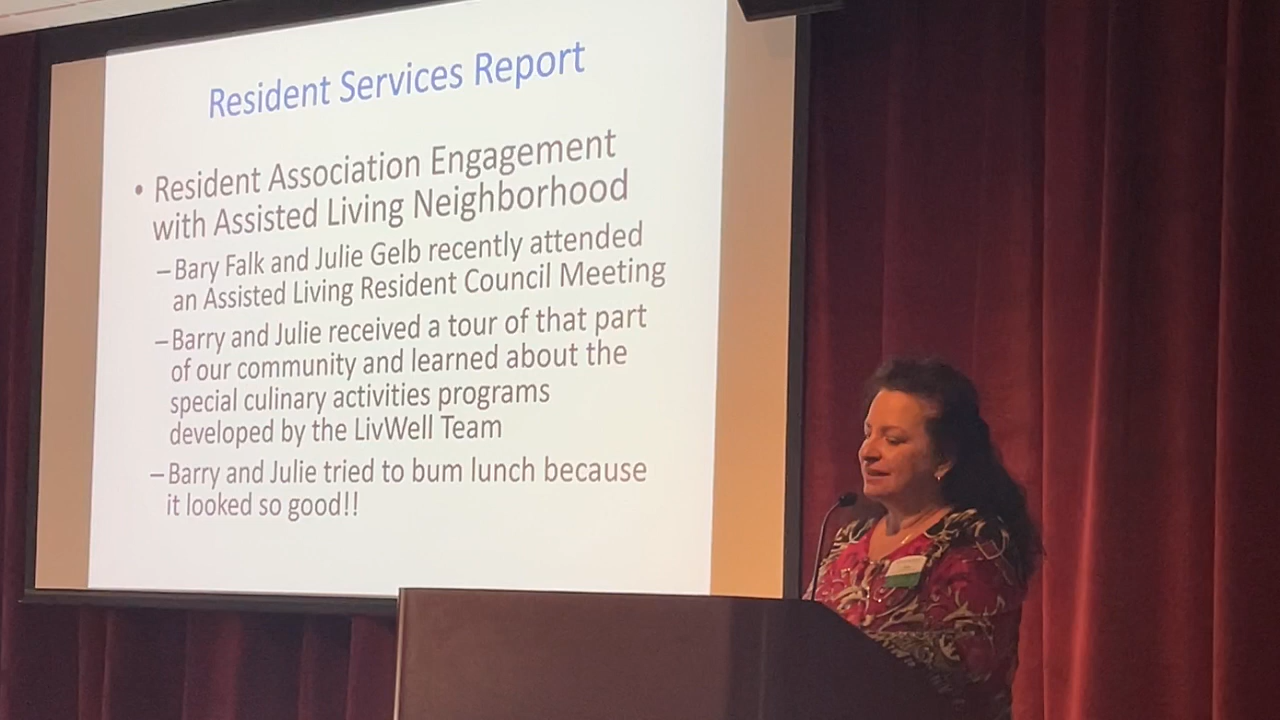 Resident Services Report
• Resident Association Engagement
with Assisted Living Neighborhood
–Bary Falk and Julie Gelb recently attended
an Assisted Living Resident Council Meeting
–Barry and Julie received a tour of that part
of our community and learned about the
special culinary activities programs
developed by the LivWell Team
–Barry and Julie tried to bum lunch because
it looked so good!!